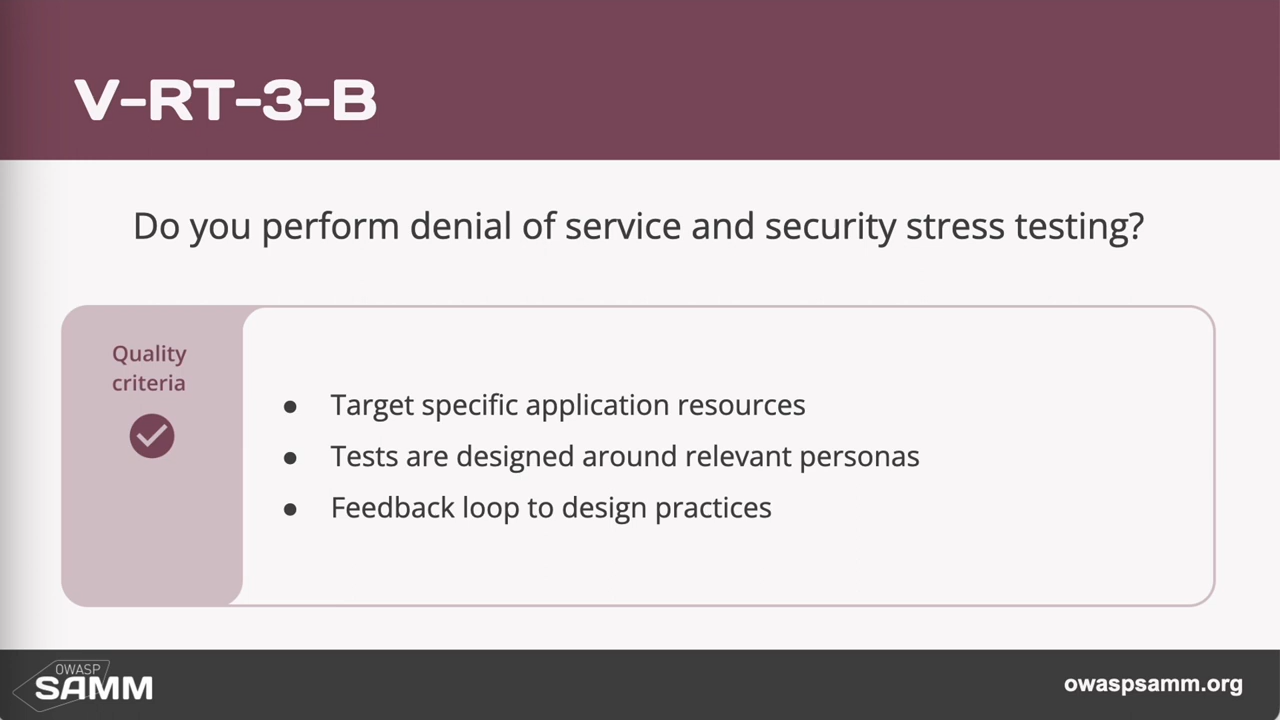 V-RT-3-B
Do you perform denial of service and security stress testing?
Quality
criteria
● Target specific application resources
● Tests are designed around relevant personas
● Feedback loop to design practices
OWASP
SAMM
owaspsamm.org